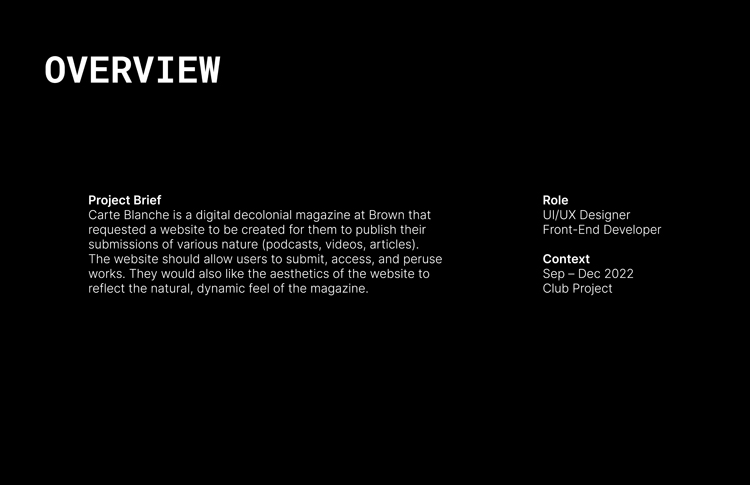 OVERVIEW
Project Brief
Carte Blanche is a digital decolonial magazine at Brown that
requested a website to be created for them to publish their
submissions of various nature (podcasts, videos, articles).
The website should allow users to submit, access, and peruse
works. They would also like the aesthetics of the website to
reflect the natural, dynamic feel of the magazine.
Role
UI/UX Designer
Front-End Developer
Context
Sep – Dec 2022
Club Project